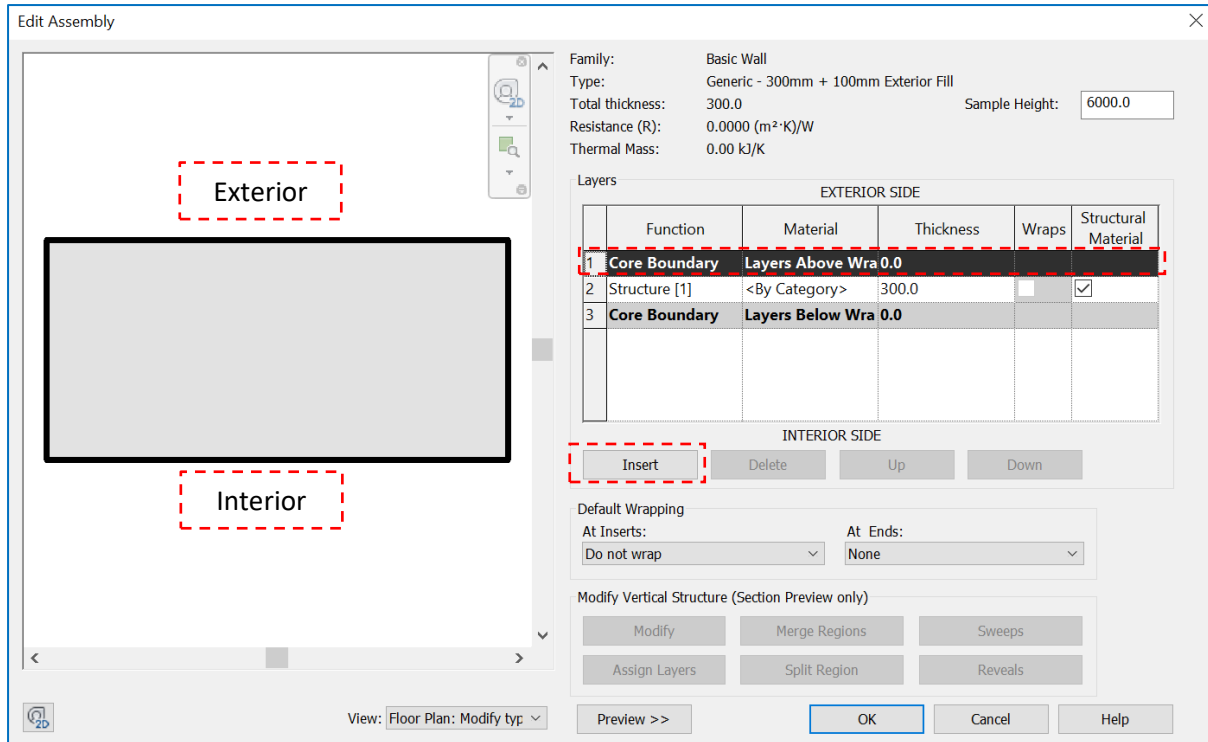 Edit Assembly
2D
Exterior
Interior
2D
View: Floor Plan: Modify typ
Family: Basic Wall
Type: Generic - 300mm + 100mm Exterior Fill
Total thickness: 300.0 Sample Height: 6000.0
Resistance (R): 0.0000 (m²·K)/W
Thermal Mass: 0.00 kJ/K
Layers
EXTERIOR SIDE
Function Material Thickness Wraps Structural Material
1 Core Boundary Layers Above Wra 0.0
2 Structure [1] <By Category> 300.0
3 Core Boundary Layers Below Wra 0.0
INTERIOR SIDE
Insert Delete Up Down
Default Wrapping
At Inserts: At Ends:
Do not wrap None
Modify Vertical Structure (Section Preview only)
Modify Merge Regions Sweeps
Assign Layers Split Region Reveals
Preview >> OK Cancel Help